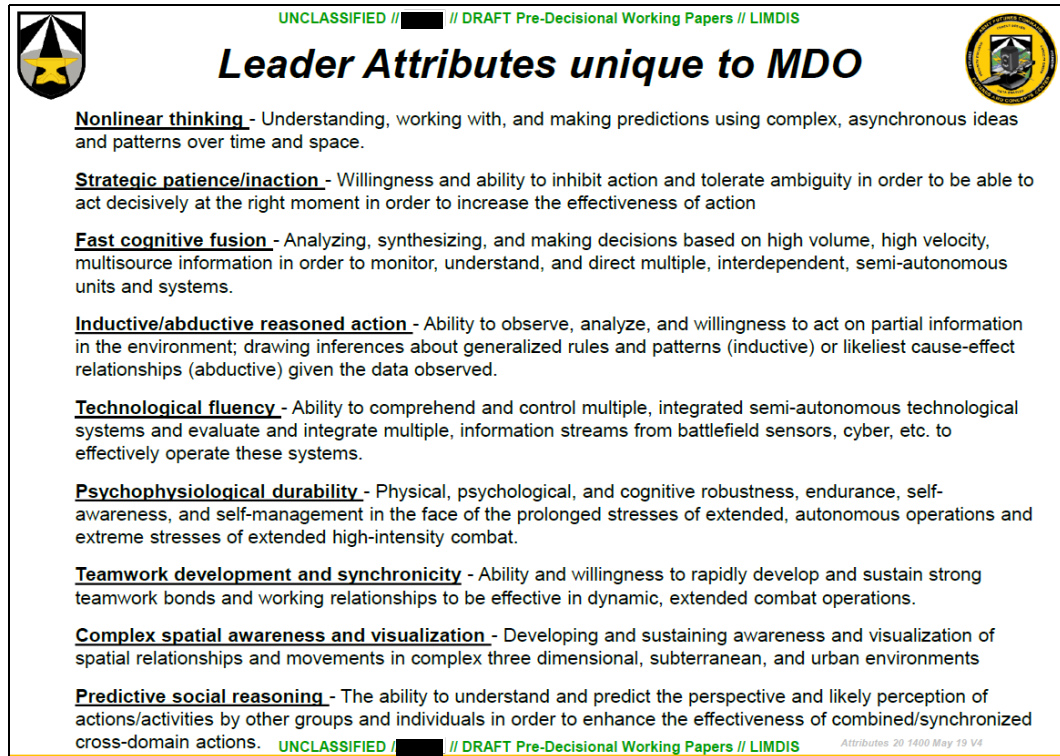 UNCLASSIFIED // // DRAFT Pre-Decisional Working Papers // LIMDIS
Leader Attributes unique to MDO
Nonlinear thinking - Understanding, working with, and making predictions using complex, asynchronous ideas
and patterns over time and space.
Strategic patience/inaction - Willingness and ability to inhibit action and tolerate ambiguity in order to be able to
act decisively at the right moment in order to increase the effectiveness of action
Fast cognitive fusion - Analyzing, synthesizing, and making decisions based on high volume, high velocity,
multisource information in order to monitor, understand, and direct multiple, interdependent, semi-autonomous
units and systems.
Inductive/abductive reasoned action - Ability to observe, analyze, and willingness to act on partial information
in the environment; drawing inferences about generalized rules and patterns (inductive) or likeliest cause-effect
relationships (abductive) given the data observed.
Technological fluency - Ability to comprehend and control multiple, integrated semi-autonomous technological
systems and evaluate and integrate multiple, information streams from battlefield sensors, cyber, etc. to
effectively operate these systems.
Psychophysiological durability - Physical, psychological, and cognitive robustness, endurance, self-
awareness, and self-management in the face of the prolonged stresses of extended, autonomous operations and
extreme stresses of extended high-intensity combat.
Teamwork development and synchronicity - Ability and willingness to rapidly develop and sustain strong
teamwork bonds and working relationships to be effective in dynamic, extended combat operations.
Complex spatial awareness and visualization - Developing and sustaining awareness and visualization of
spatial relationships and movements in complex three dimensional, subterranean, and urban environments
Predictive social reasoning - The ability to understand and predict the perspective and likely perception of
actions/activities by other groups and individuals in order to enhance the effectiveness of combined/synchronized
cross-domain actions.
UNCLASSIFIED / // DRAFT Pre-Decisional Working Papers // LIMDIS
Attributes 20 1400 May 19 V4